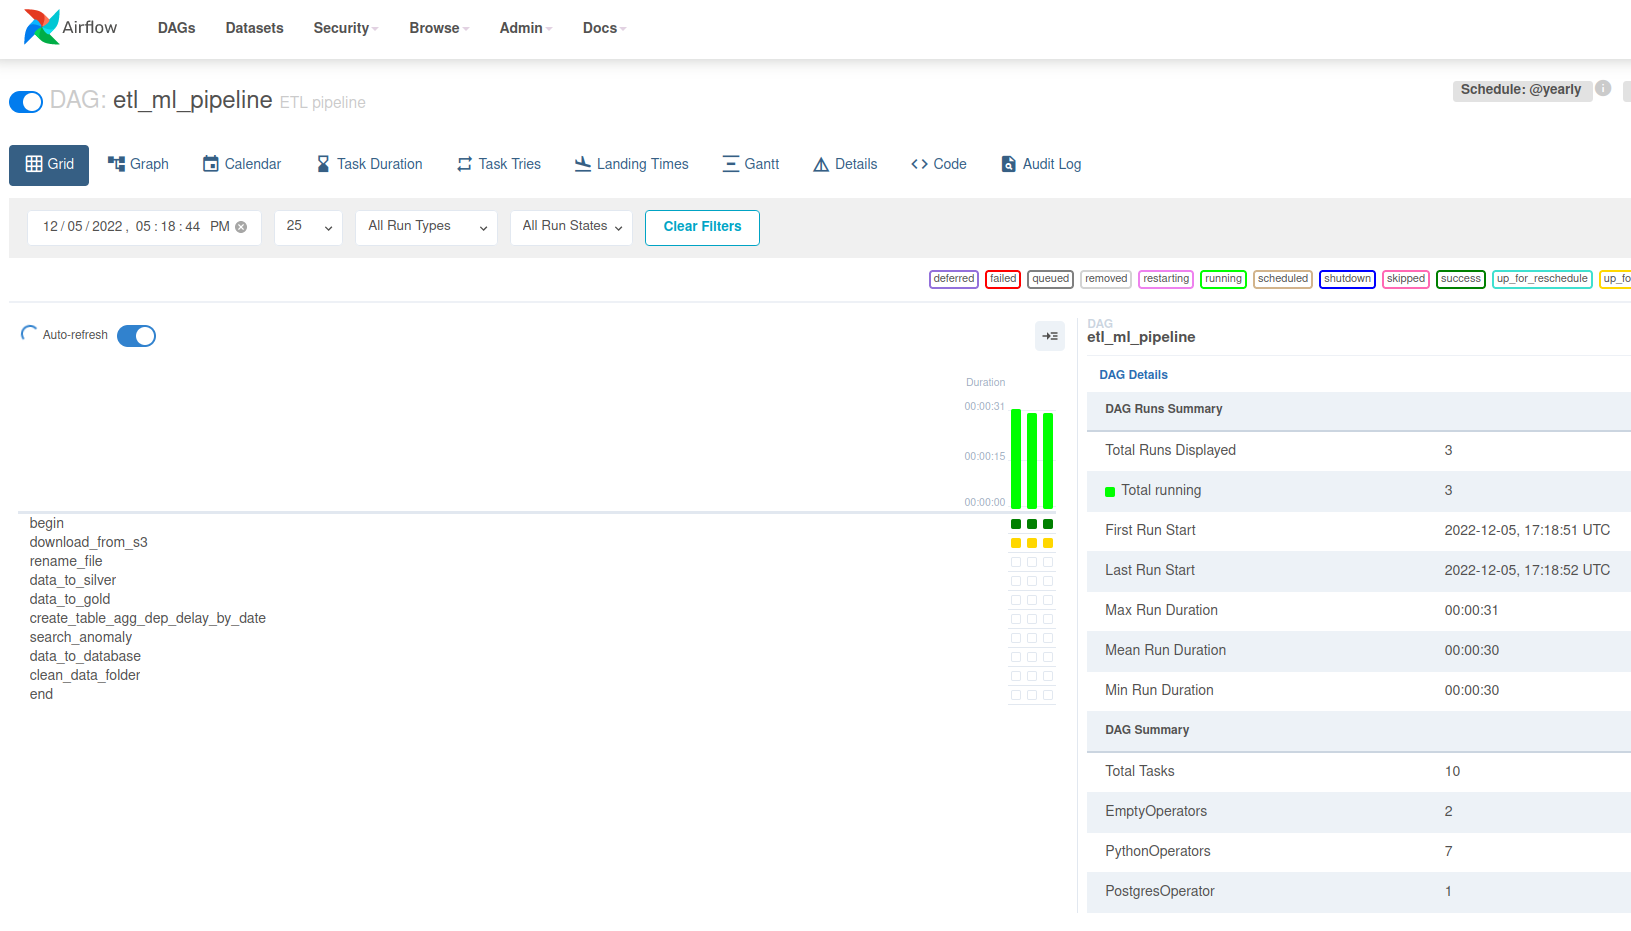 Airflow DAGs Datasets Security Browse Admin Docs
DAG: etl_ml_pipeline ETL pipeline
Schedule: @yearly
Grid Graph Calendar Task Duration Task Tries Landing Times Gantt Details Code Audit Log
12/05/2022, 05:18:44 PM 25 All Run Types All Run States Clear Filters
deferred failed queued removed restarting running scheduled shutdown skipped success up_for_reschedule up_fo
Auto-refresh
Duration
00:00:31
00:00:15
00:00:00
begin
download_from_s3
rename_file
data_to_silver
data_to_gold
create_table_agg_dep_delay_by_date
search_anomaly
data_to_database
clean_data_folder
end
DAG
etl_ml_pipeline
DAG Details
DAG Runs Summary
Total Runs Displayed 3
Total running 3
First Run Start 2022-12-05, 17:18:51 UTC
Last Run Start 2022-12-05, 17:18:52 UTC
Max Run Duration 00:00:31
Mean Run Duration 00:00:30
Min Run Duration 00:00:30
DAG Summary
Total Tasks 10
EmptyOperators 2
PythonOperators 7
PostgresOperator 1